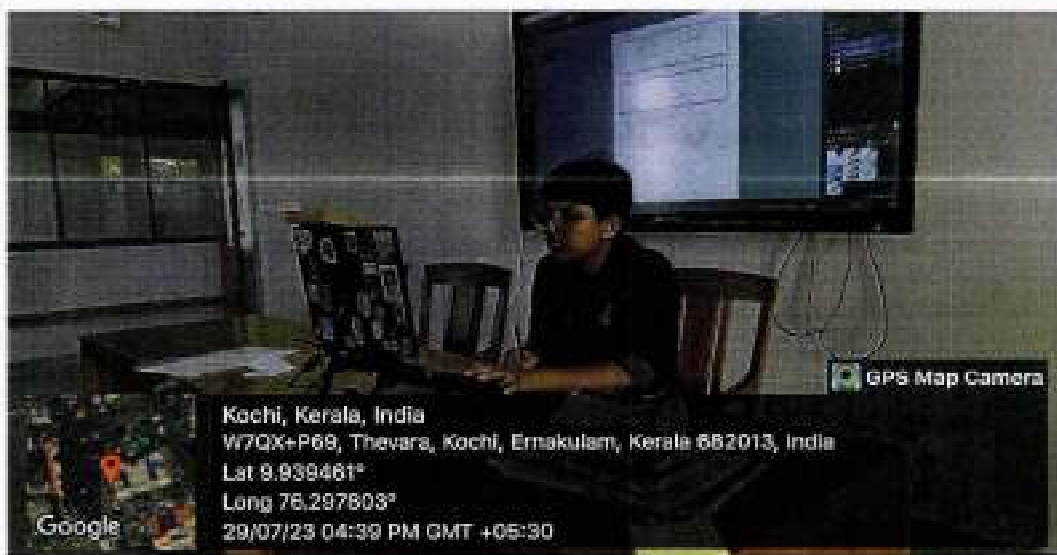 GPS Map Camera
Kochi, Kerala, India
W7QX+P69, Thevara, Kochi, Ernakulam, Kerala 682013, India
Lat 9.939461°
Long 76.297803°
29/07/23 04:39 PM GMT +05:30
Google